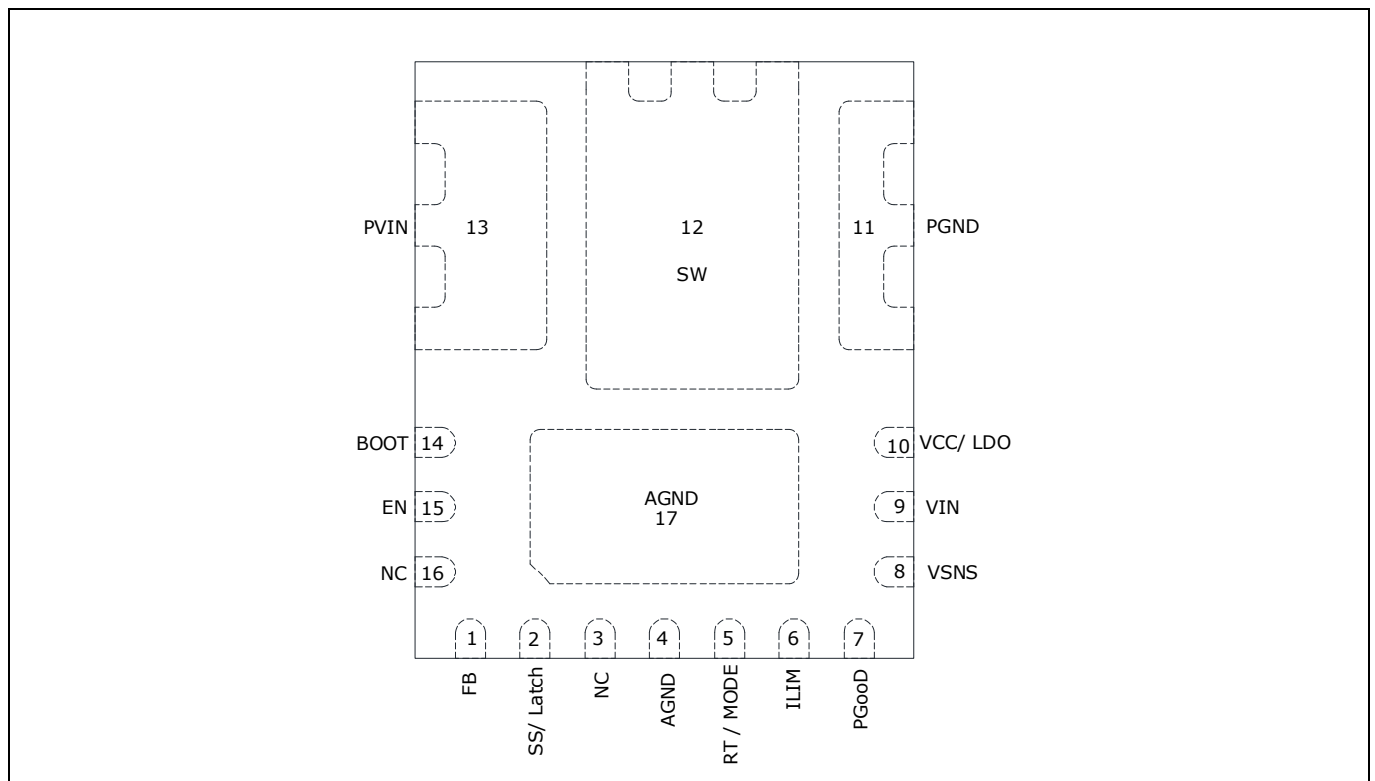 PVIN
13
12
SW
11
PGND
BOOT
14
10
VCC/ LDO
EN
15
AGND
17
9
VIN
NC
16
8
VSNS
1
2
3
4
5
6
7
FB
SS/ Latch
NC
AGND
RT / MODE
ILIM
PGooD